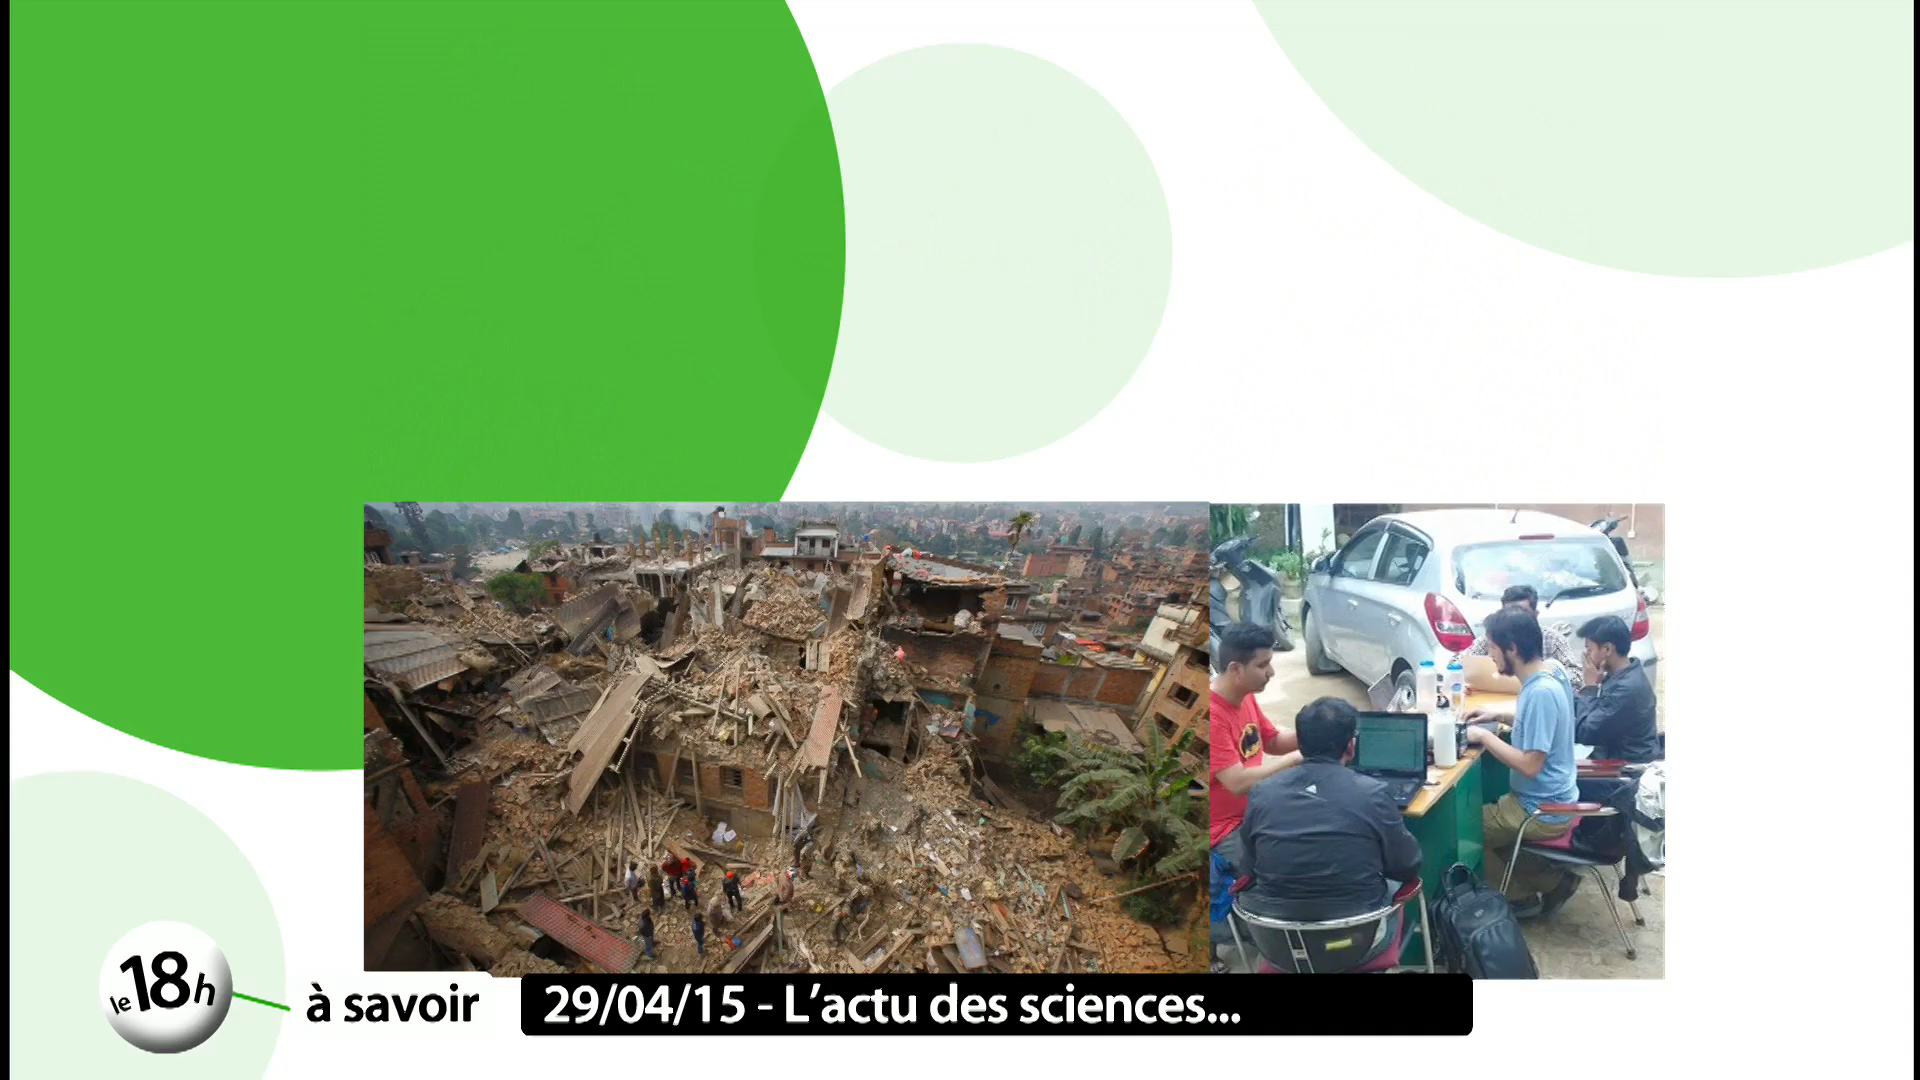 le 18h
à savoir
29/04/15 - L'actu des sciences...